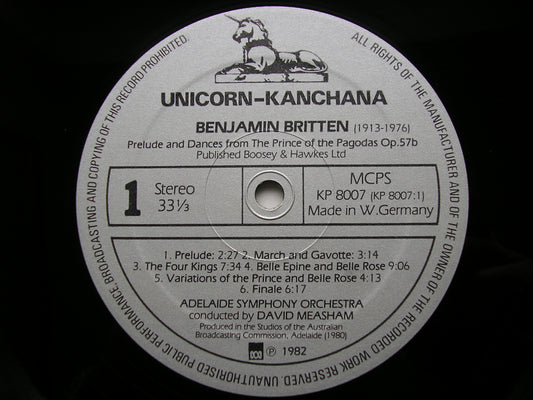 UNICORN-KANCHANA
BENJAMIN BRITTEN (1913-1976)
Prelude and Dances from The Prince of the Pagodas Op.57b
Published Boosey & Hawkes Ltd
1 Stereo
33⅓
MCPS
KP 8007 (KP 8007:1)
Made in W.Germany
1. Prelude: 2:27 2. March and Gavotte: 3:14
3. The Four Kings 7:34 4. Belle Epine and Belle Rose 9:06
5. Variations of the Prince and Belle Rose 4:13
6. Finale 6:17
ADELAIDE SYMPHONY ORCHESTRA
conducted by DAVID MEASHAM
Produced in the Studios of the Australian
Broadcasting Commission, Adelaide (1980)
℗ 1982
ALL RIGHTS OF THE MANUFACTURER AND OF THE OWNER OF THE RECORDED WORK RESERVED. UNAUTHORISED PUBLIC PERFORMANCE BROADCASTING AND COPYING OF THIS RECORD PROHIBITED.